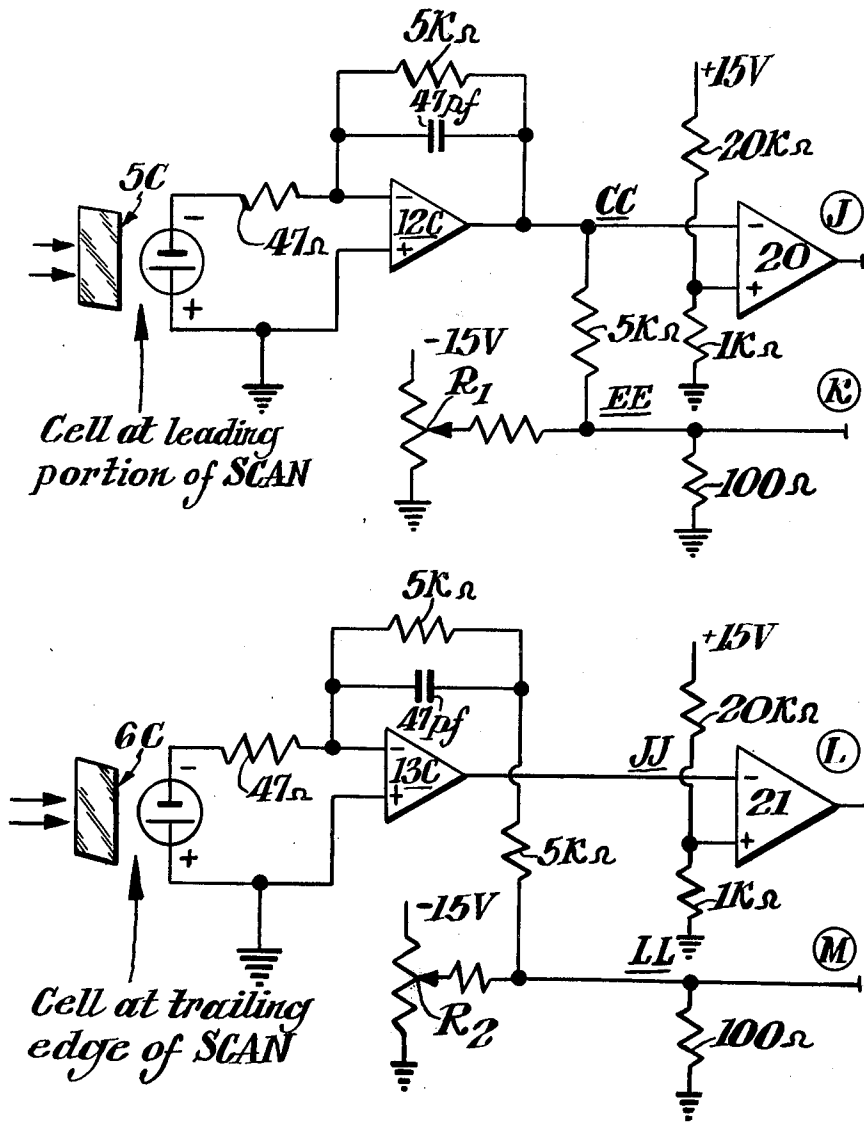 5KΩ
47pf
+15V
20KΩ
5C
-
47Ω
-
12C
+
CC
-
20
+
J
+
5KΩ
1KΩ
-15V
R1
EE
K
Cell at leading
portion of SCAN
100Ω
5KΩ
47pf
+15V
20KΩ
6C
-
47Ω
-
13C
+
JJ
-
21
+
L
+
5KΩ
1KΩ
-15V
R2
LL
M
Cell at trailing
edge of SCAN
100Ω